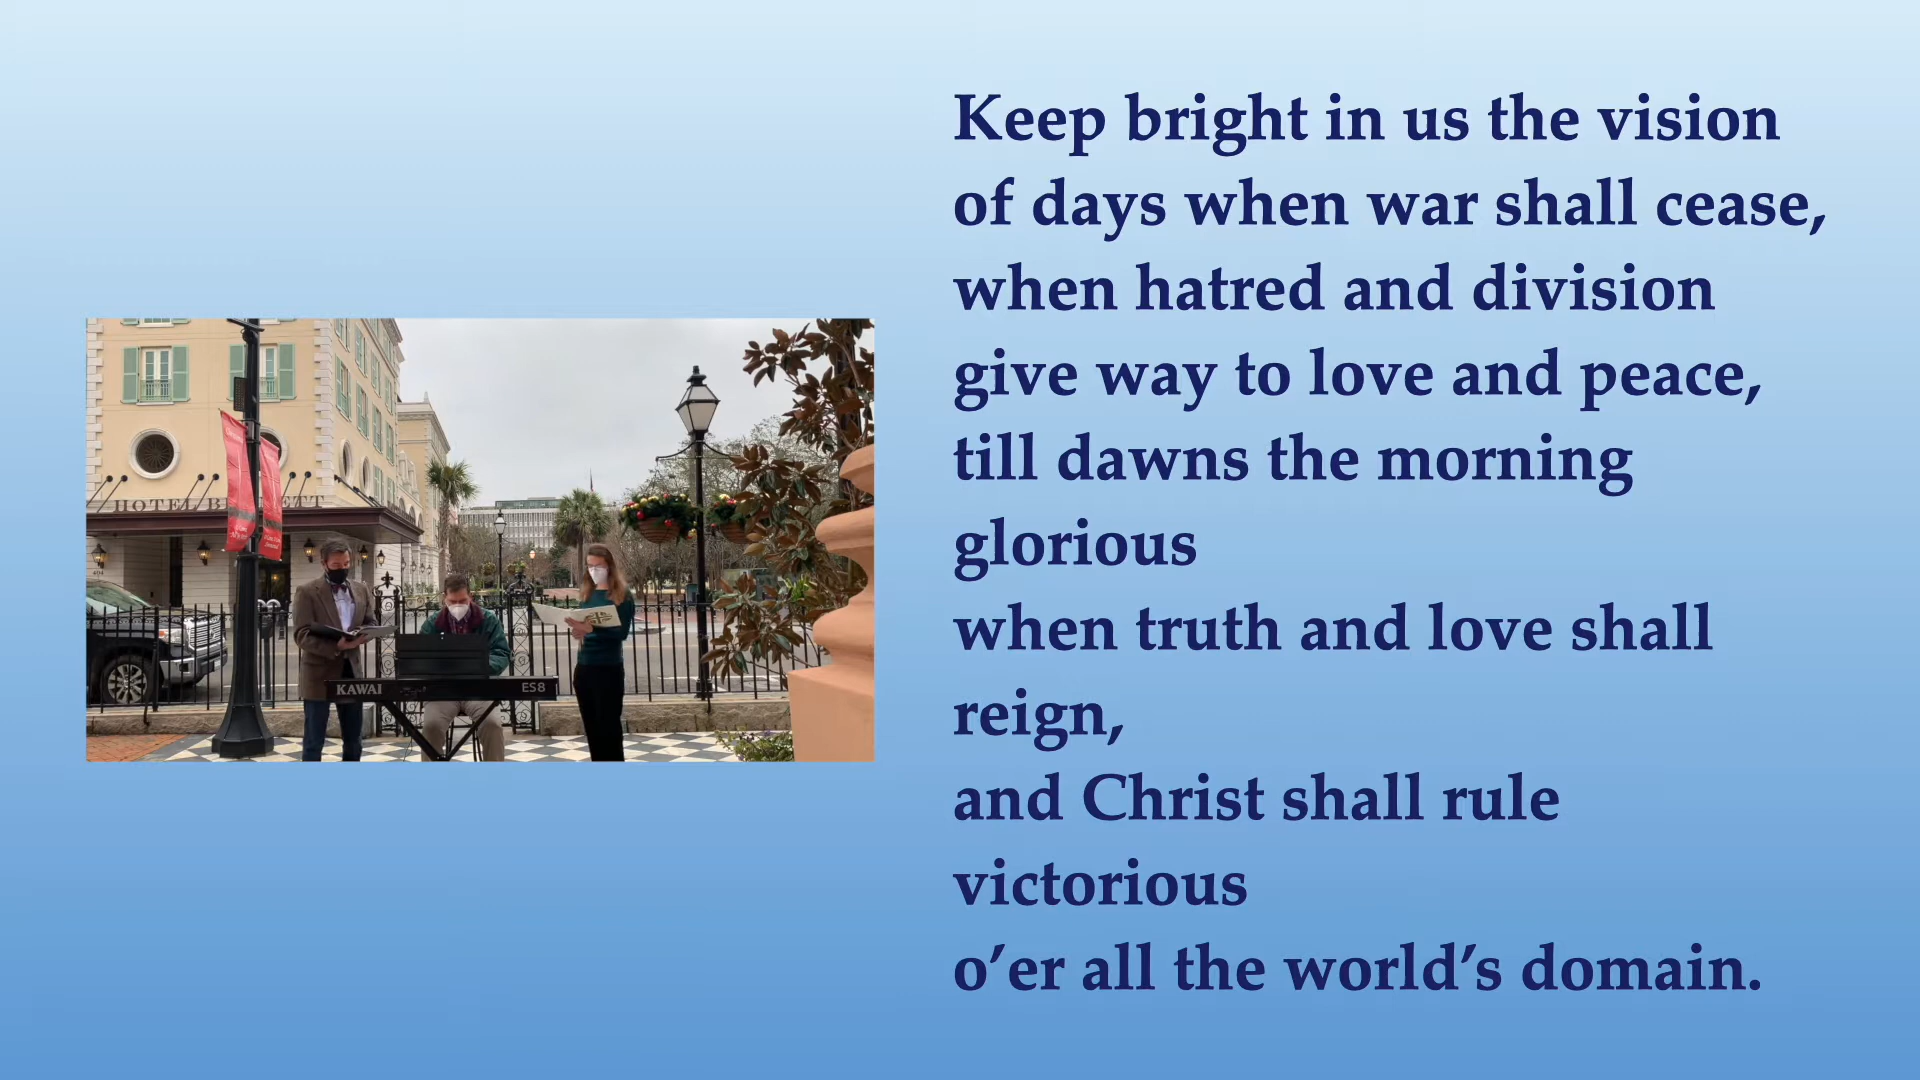 Keep bright in us the vision
of days when war shall cease,
when hatred and division
give way to love and peace,
till dawns the morning
glorious
when truth and love shall
reign,
and Christ shall rule
victorious
o’er all the world’s domain.
HOTEL
KAWAI
ES8